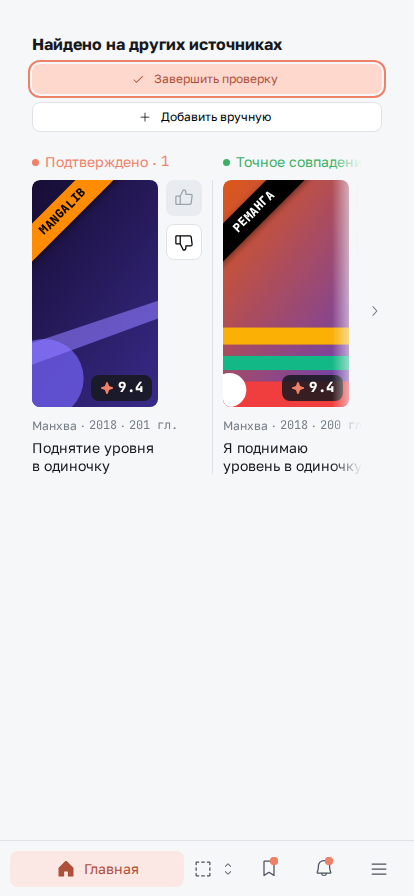 Найдено на других источниках
Завершить проверку
Добавить вручную
Подтверждено · 1
Точное совпадени
MANGALIB
РЕМАНГА
9.4
9.4
Манхва · 2018 · 201 гл.
Манхва · 2018 · 200 гл
Поднятие уровня
в одиночку
Я поднимаю
уровень в одиночку
Главная